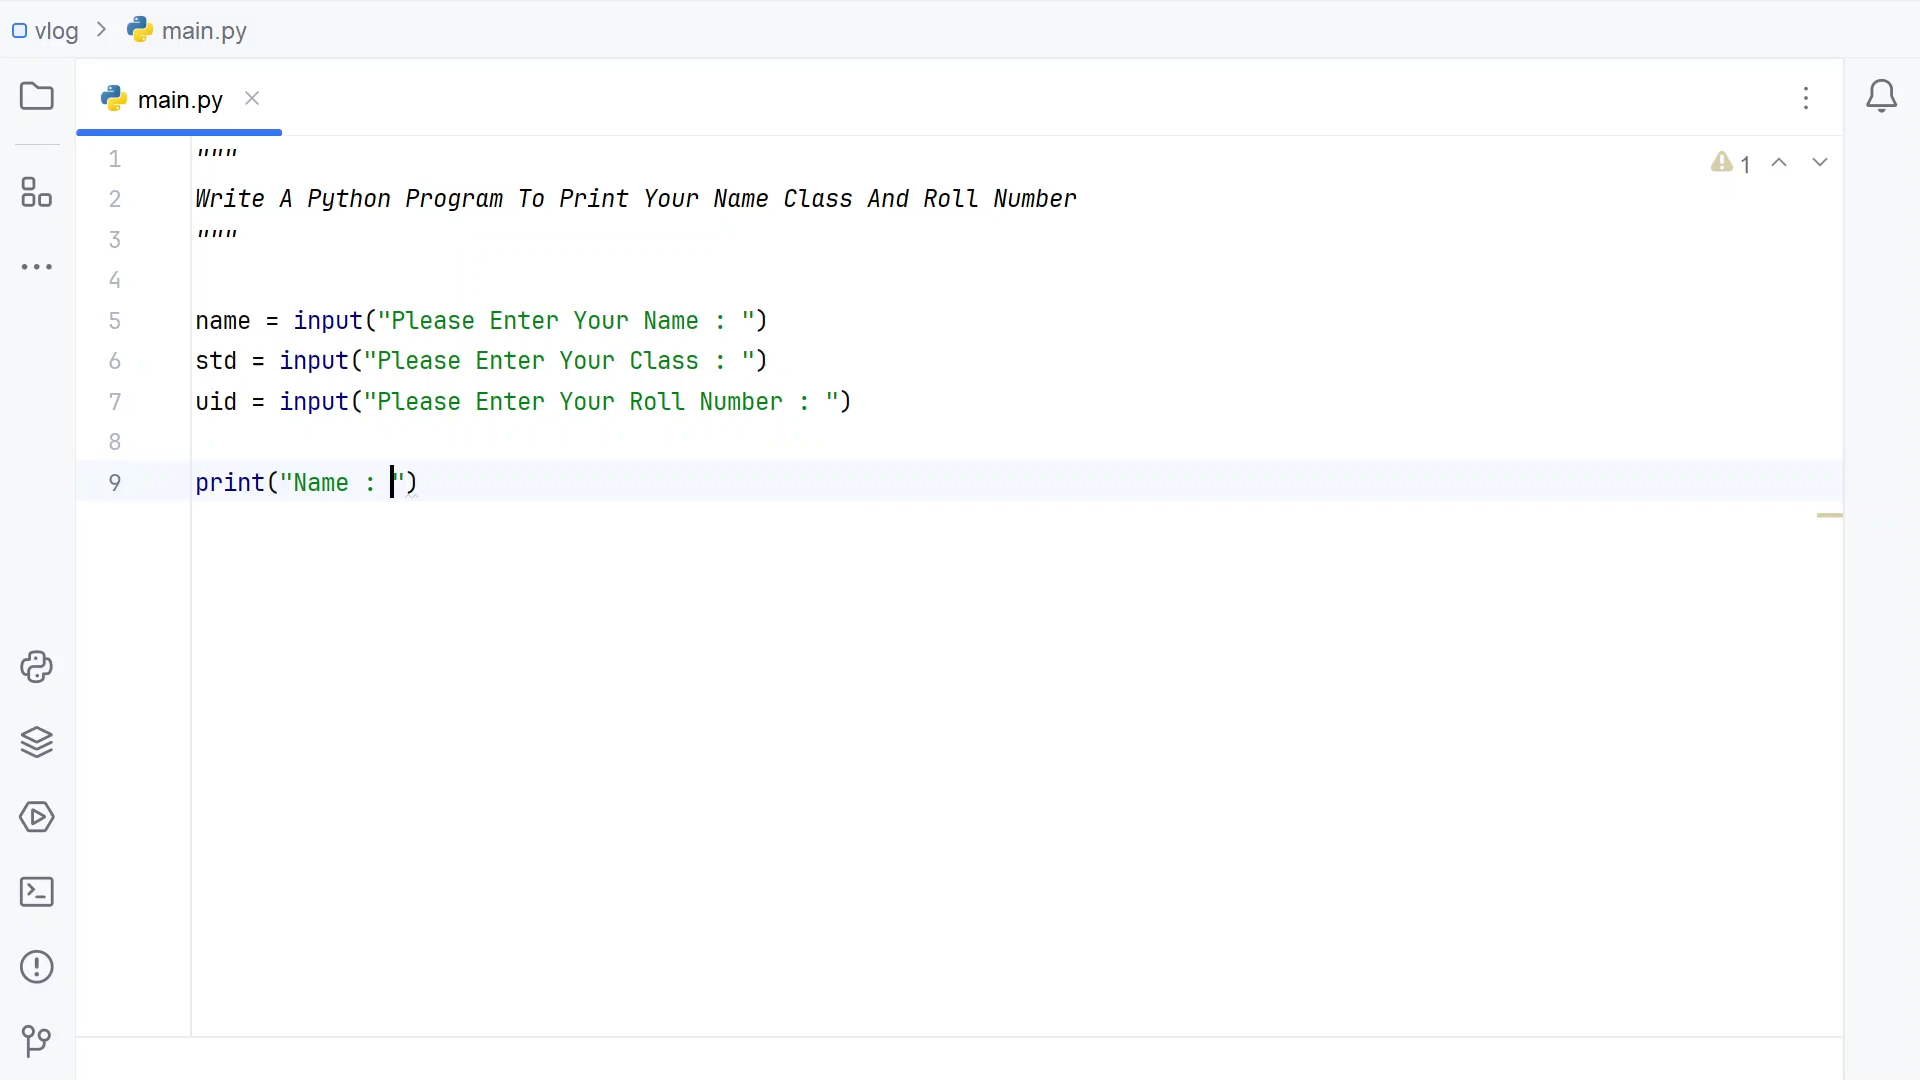 vlog > main.py
main.py
1 """
2 Write A Python Program To Print Your Name Class And Roll Number
3 """
4
5 name = input("Please Enter Your Name : ")
6 std = input("Please Enter Your Class : ")
7 uid = input("Please Enter Your Roll Number : ")
8
9 print("Name : ")
1